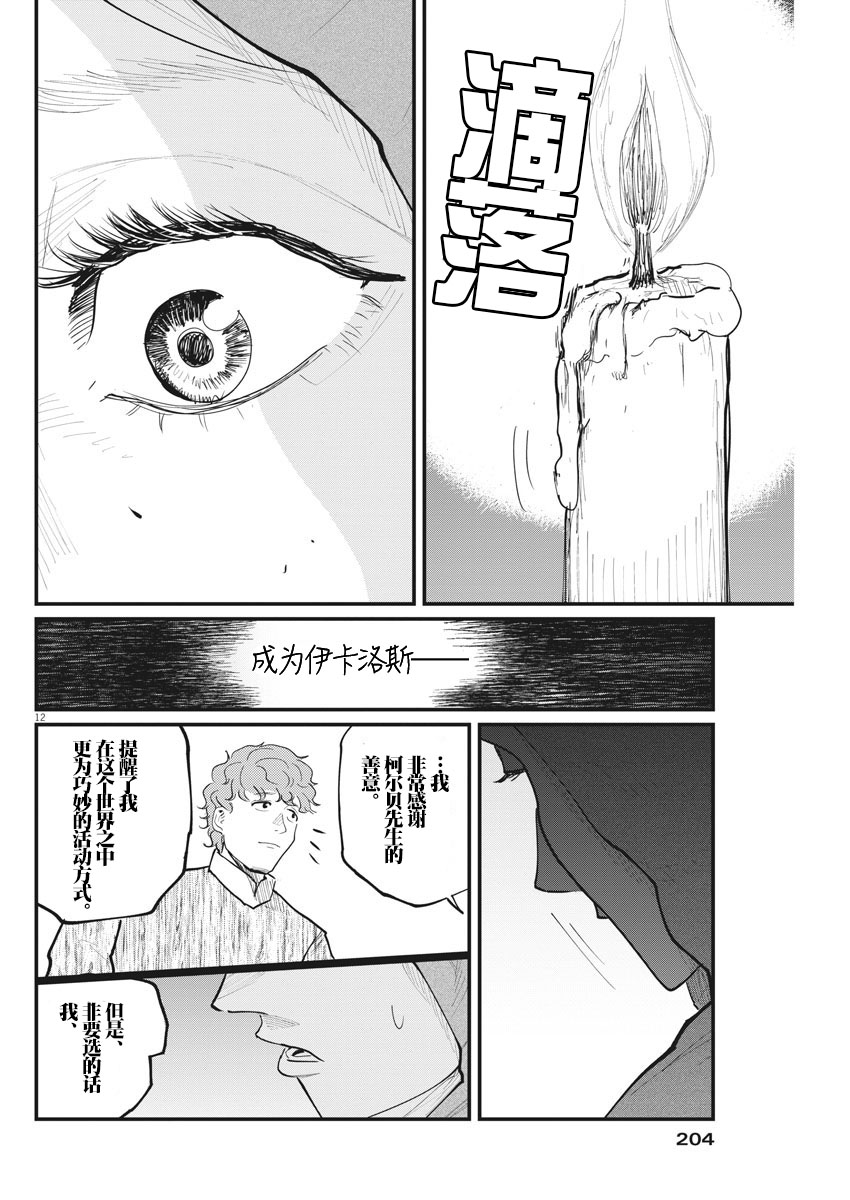 滴落
成为伊卡洛斯——
12
…我
非常感谢
柯尔贝先生的
善意。
提醒了我
在这个世界之中
更为巧妙的活动方式。
但是、
非要选的话
我、
204